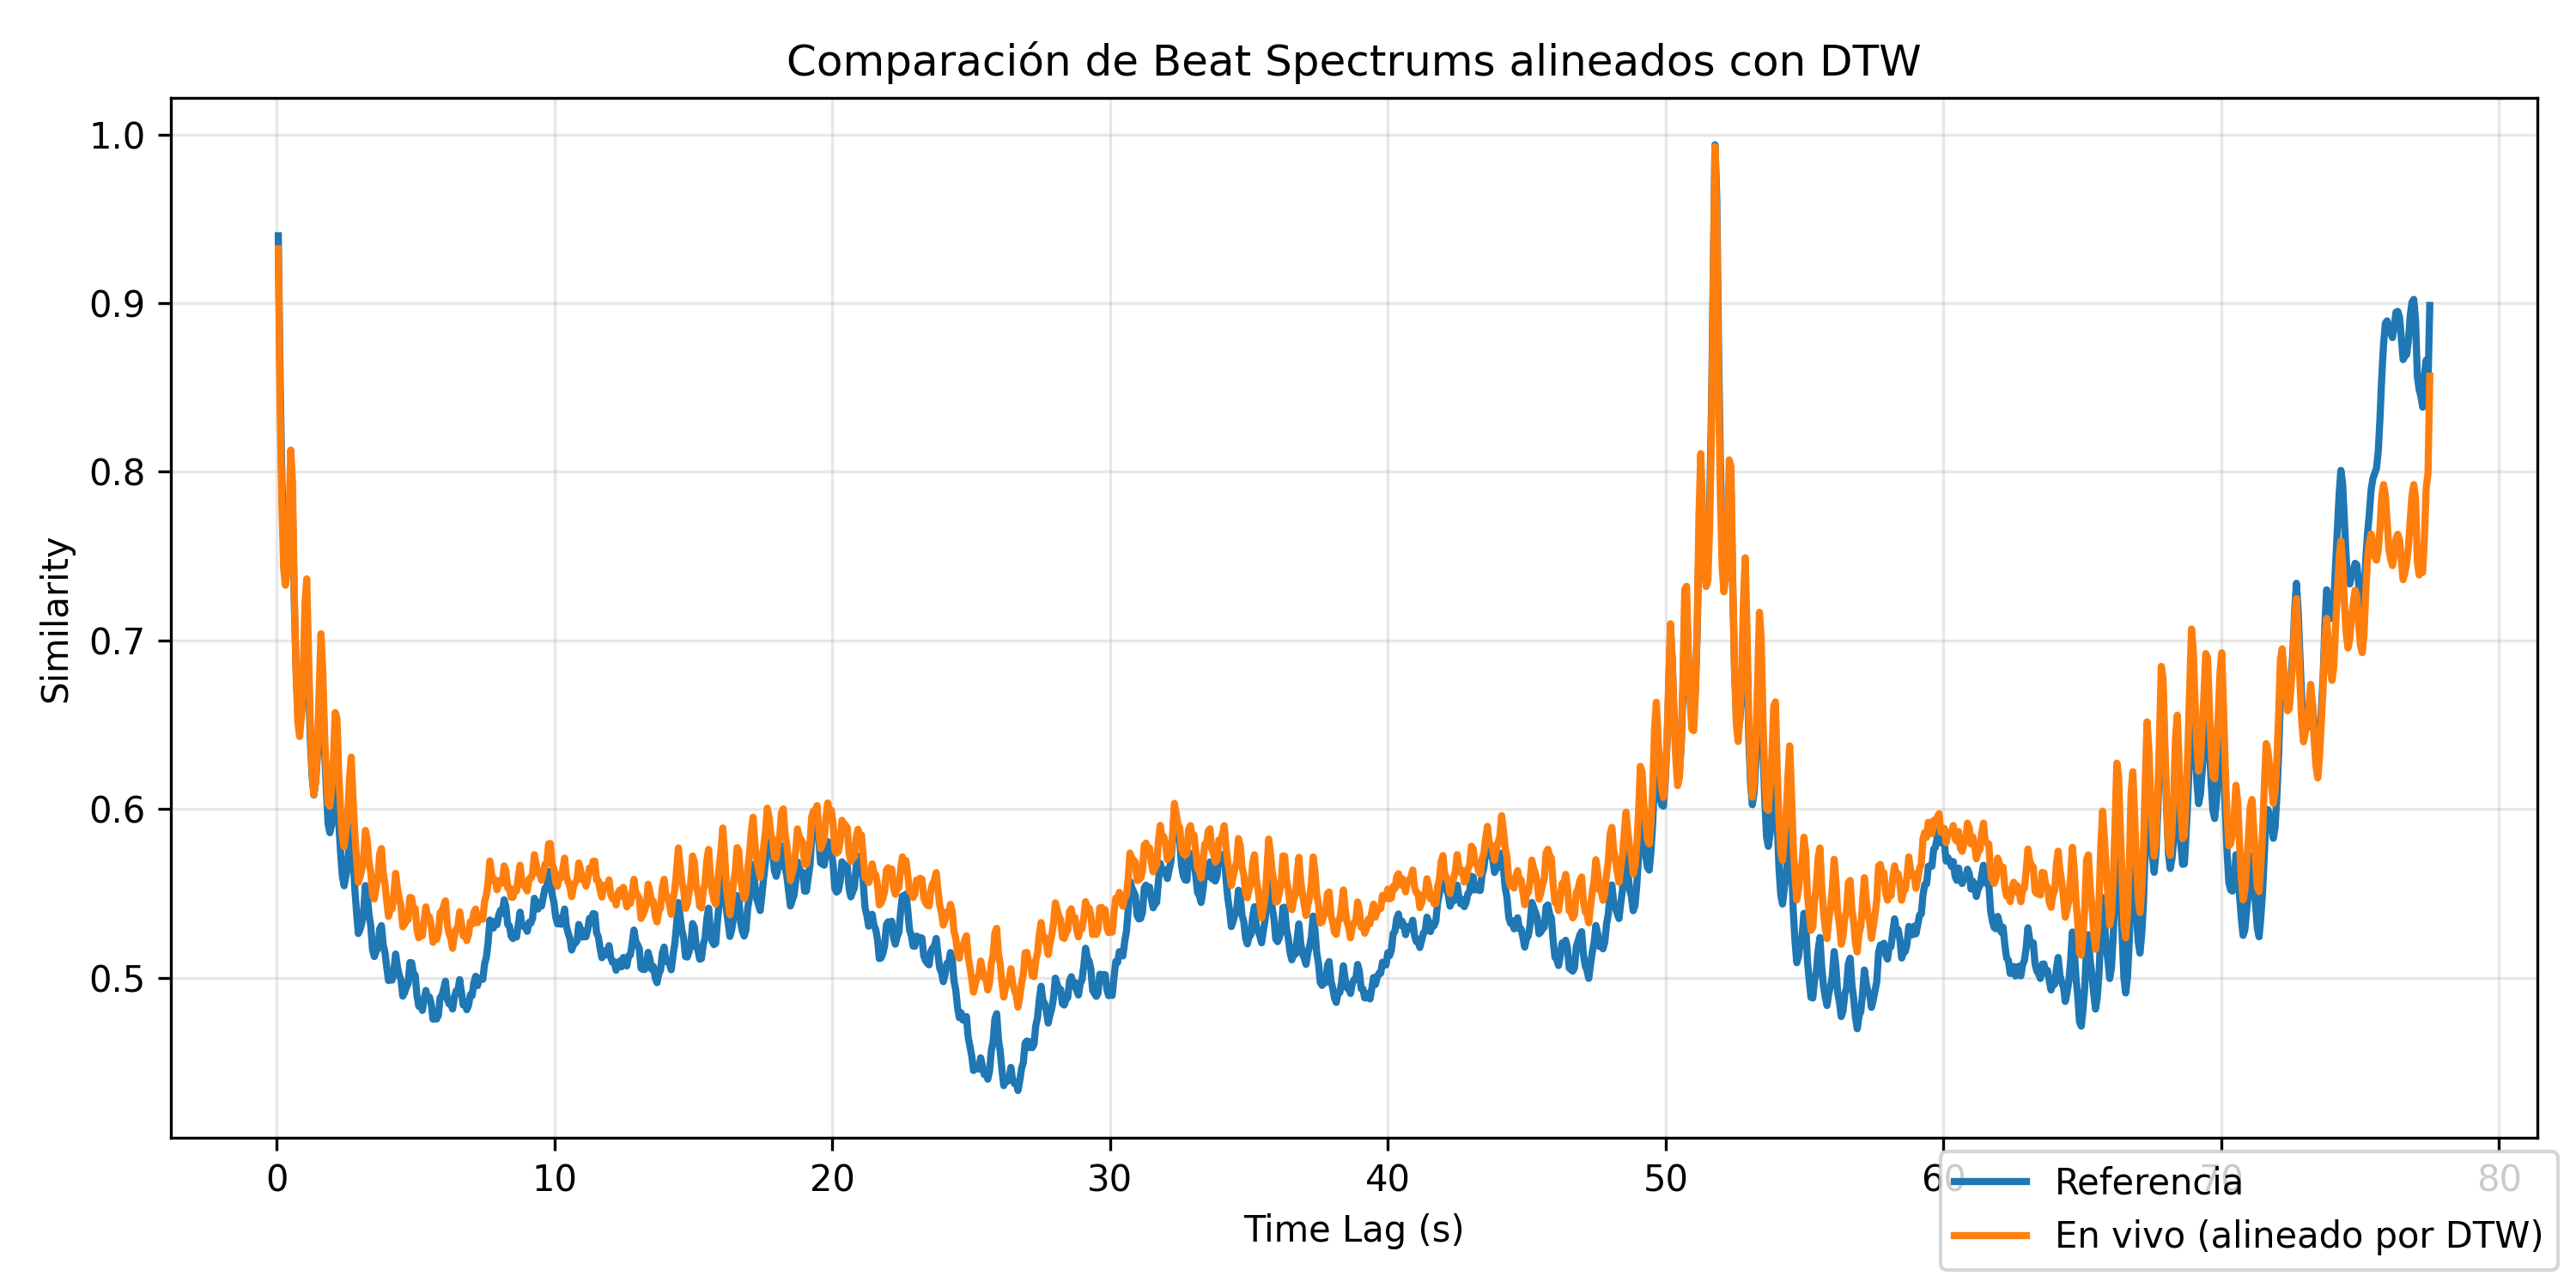 Comparación de Beat Spectrums alineados con DTW
Similarity
1.0
0.9
0.8
0.7
0.6
0.5
0 10 20 30 40 50 60 70 80
Time Lag (s)
Referencia
En vivo (alineado por DTW)